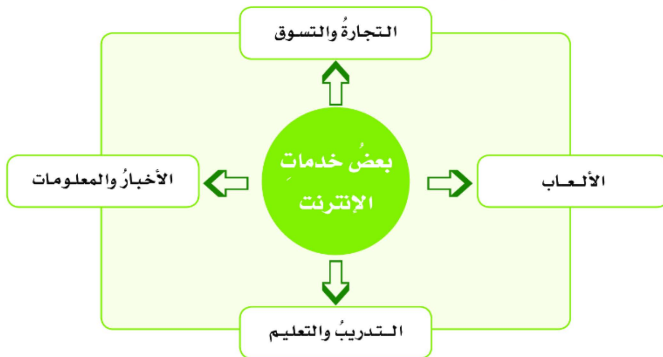 التجارةُ والتسوق
بعضُ خدماتِ
الإنترنت
الألعاب
الأخبارُ والمعلومات
التدريبُ والتعليم